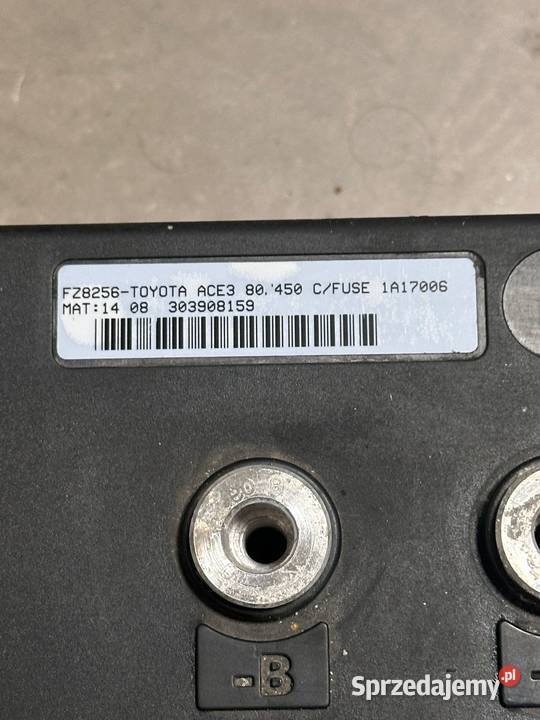 FZ8256-TOYOTA ACE3 80.'450 C/FUSE 1A17006
MAT:14 08 303908159
-B
Sprzedajemy.pl